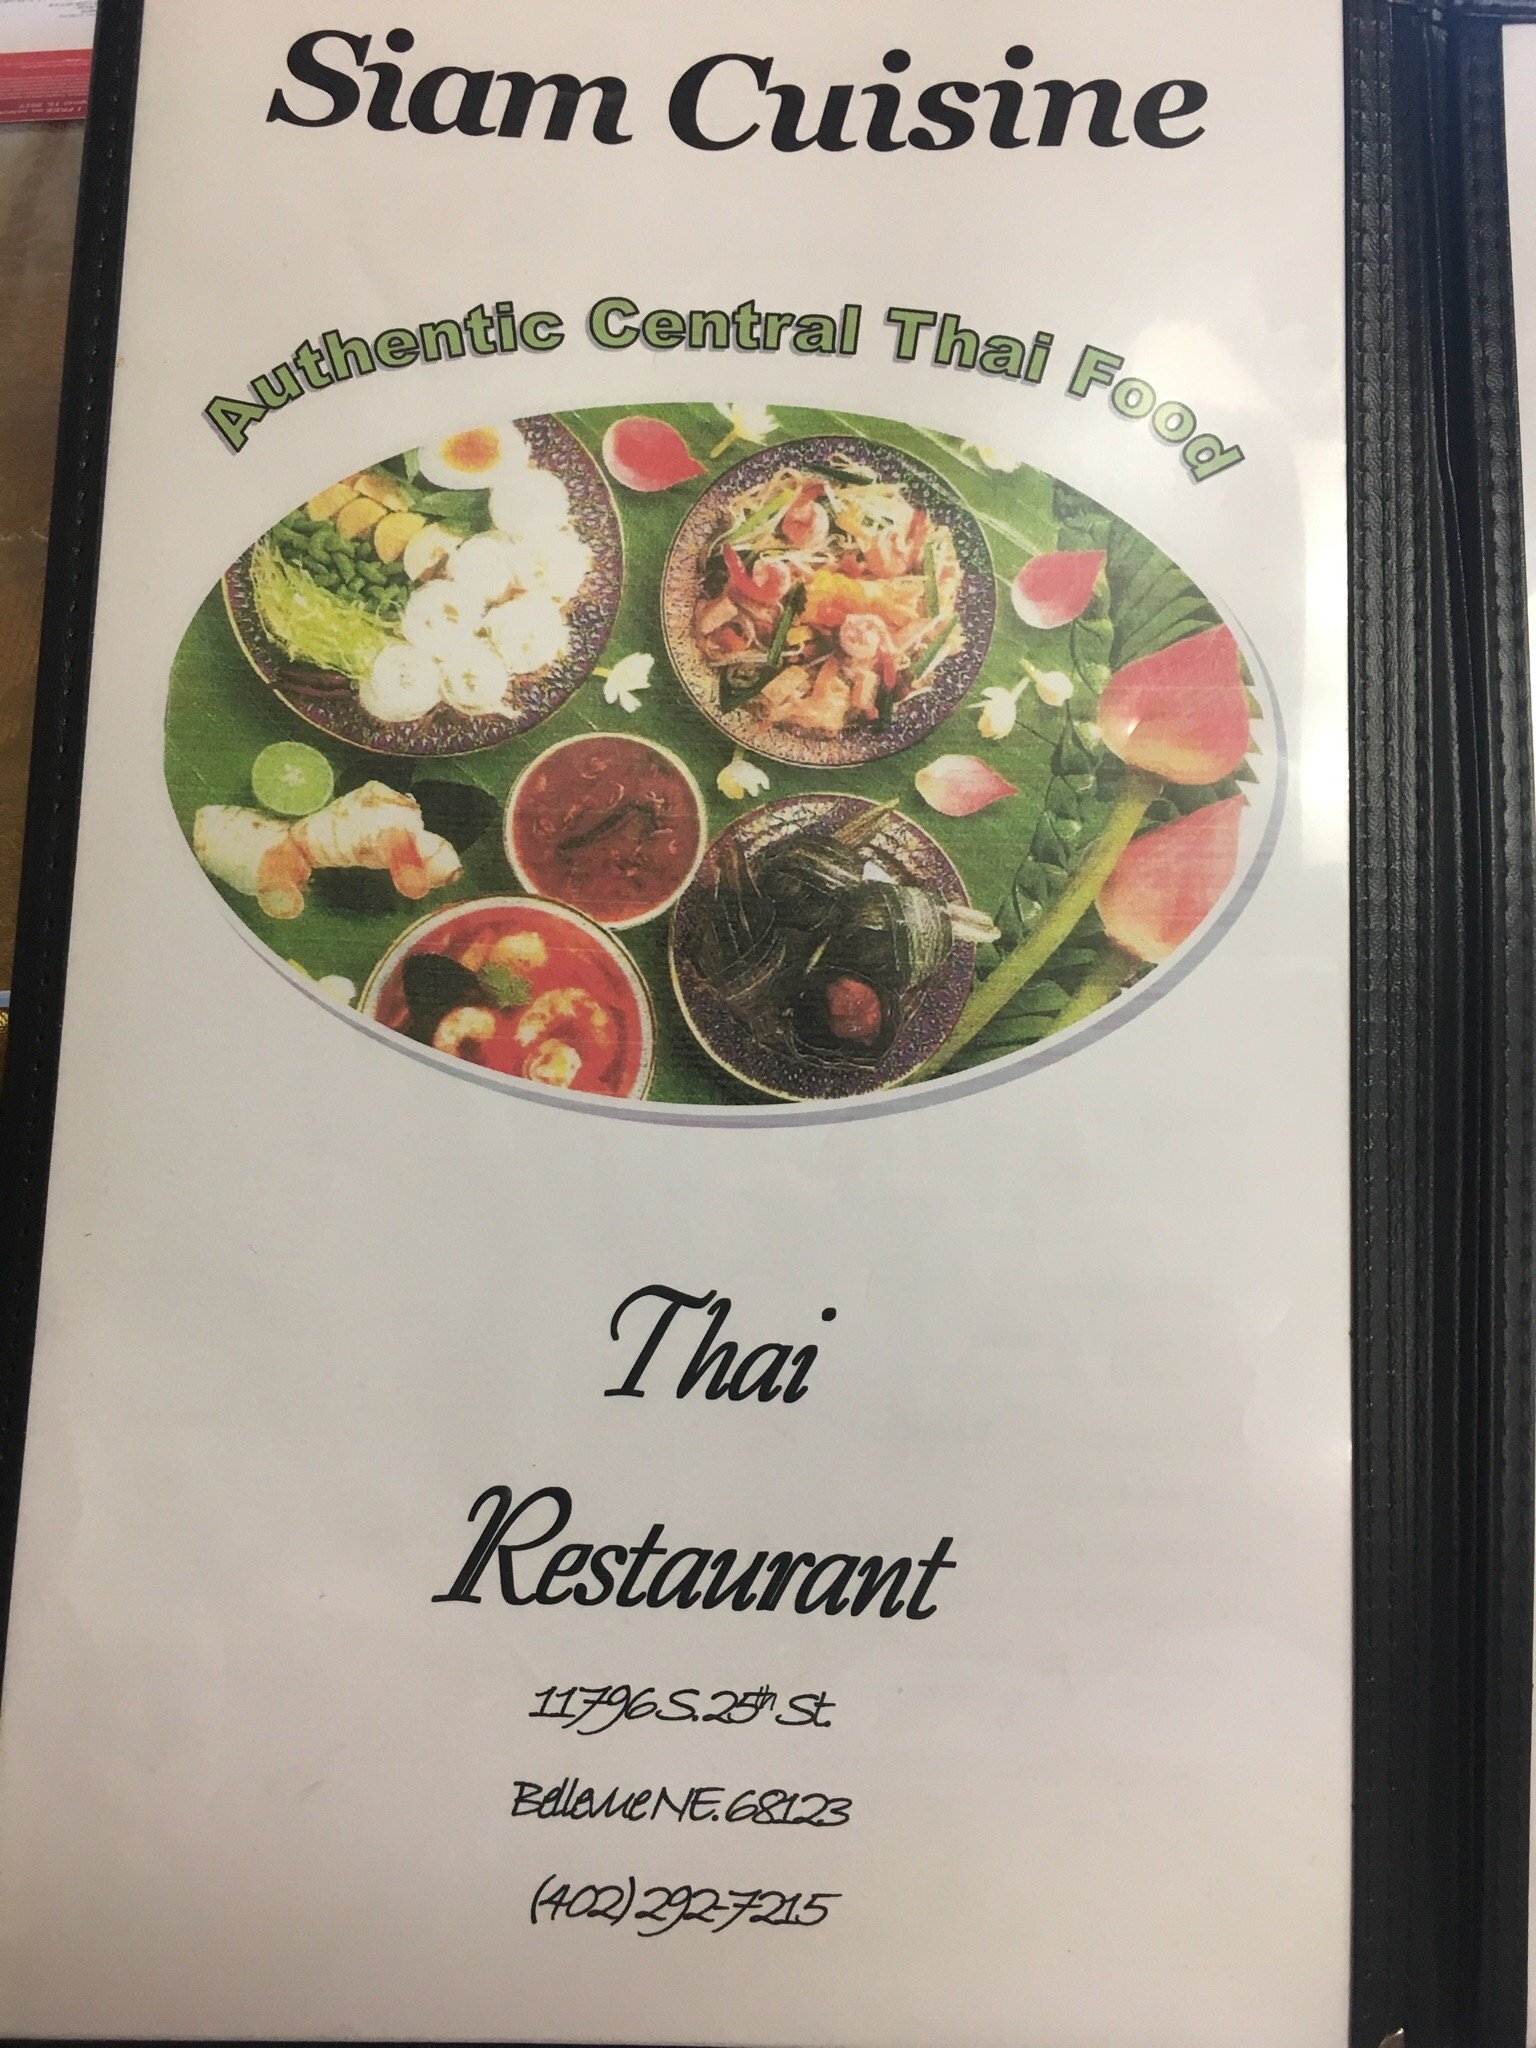 Siam Cuisine
Authentic Central Thai Food
Thai
Restaurant
11796 S. 25th St.
Bellevue NE. 68123
(402) 292-7215